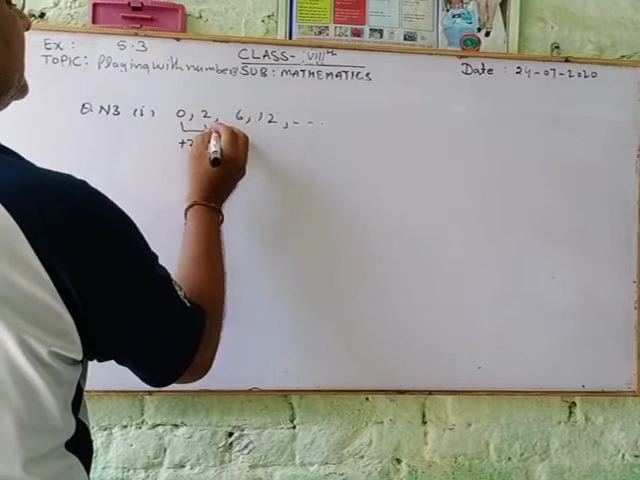 Ex : 5.3
CLASS- VIIIth
TOPIC: Playing with numbers SUB: MATHEMATICS
Date : 24-07-2020
Q.N3 (i) 0, 2, 6, 12, ---
+2